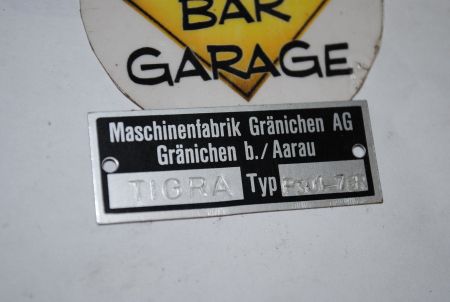 BAR
GARAGE
Maschinenfabrik Gränichen AG
Gränichen b./Aarau
TIGRA Typ